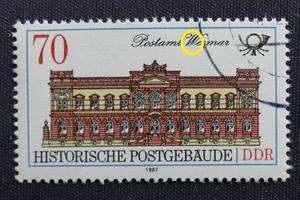 70 Postamt Weimar
HISTORISCHE POSTGEBÄUDE DDR
1987